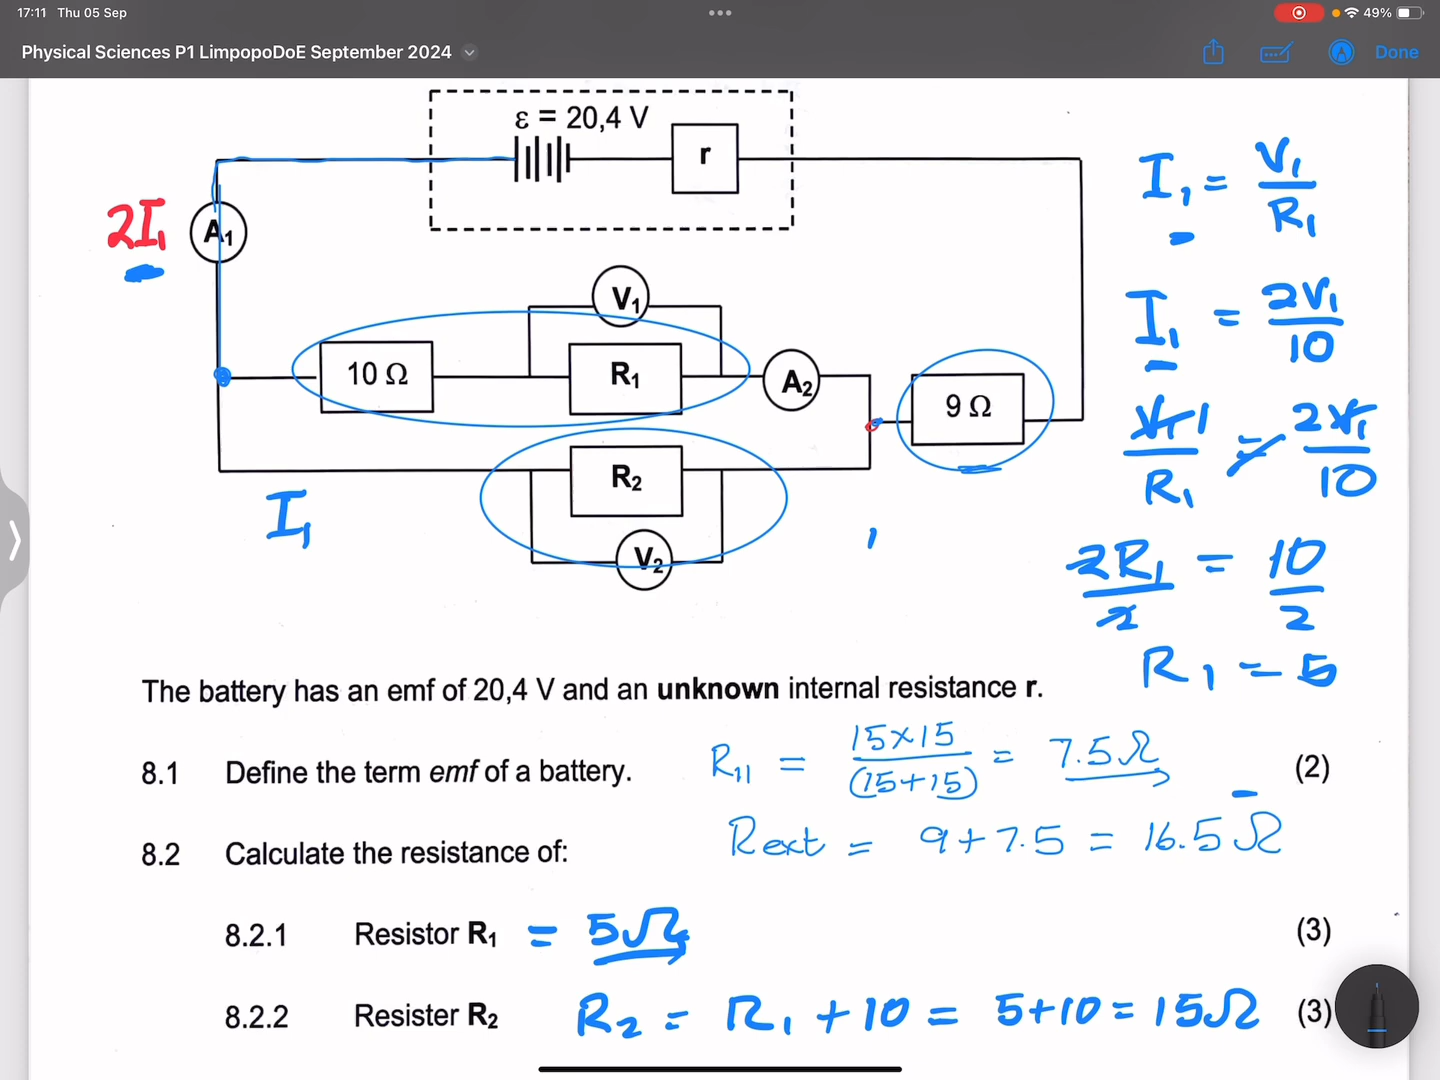 17:11 Thu 05 Sep
49%
Physical Sciences P1 LimpopoDoE September 2024
Done
ε = 20,4 V
r
2I₁
A₁
V₁
10 Ω
R₁
A₂
9 Ω
R₂
V₂
I₁
I₁ = V₁/R₁
I₁ = 2V₁/10
V₁ 1/R₁ = 2V₁/10
2R₁/2 = 10/2
R₁ = 5
The battery has an emf of 20,4 V and an unknown internal resistance r.
R₁₁ = 15×15/(15+15) = 7.5Ω
8.1 Define the term emf of a battery. (2)
Rext = 9+7.5 = 16.5Ω
8.2 Calculate the resistance of:
8.2.1 Resistor R₁ = 5Ω (3)
8.2.2 Resister R₂ R₂ = R₁ + 10 = 5+10 = 15Ω (3)